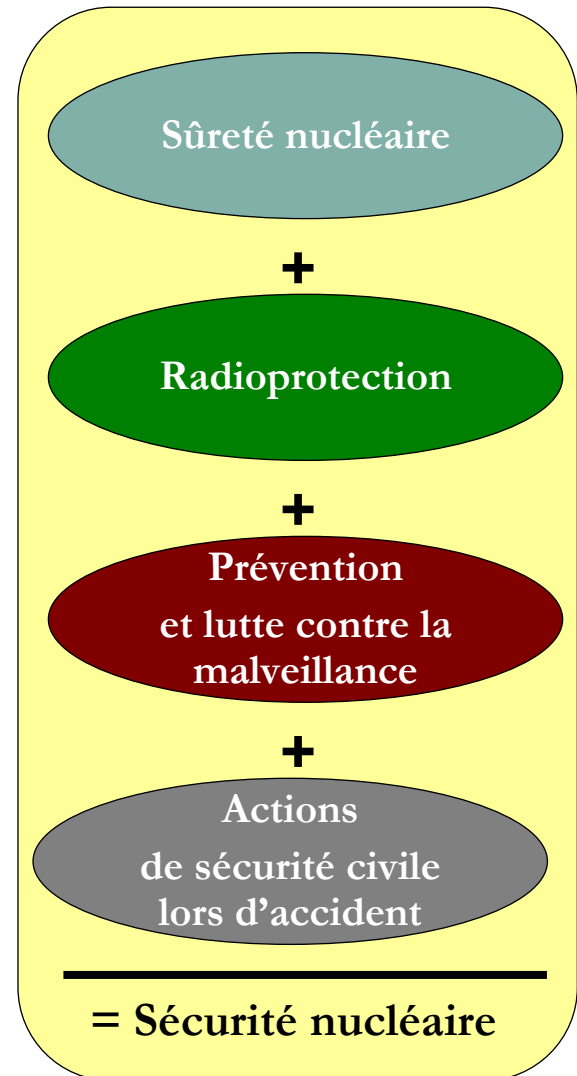 Sûreté nucléaire
+
Radioprotection
+
Prévention
et lutte contre la
malveillance
+
Actions
de sécurité civile
lors d’accident
= Sécurité nucléaire